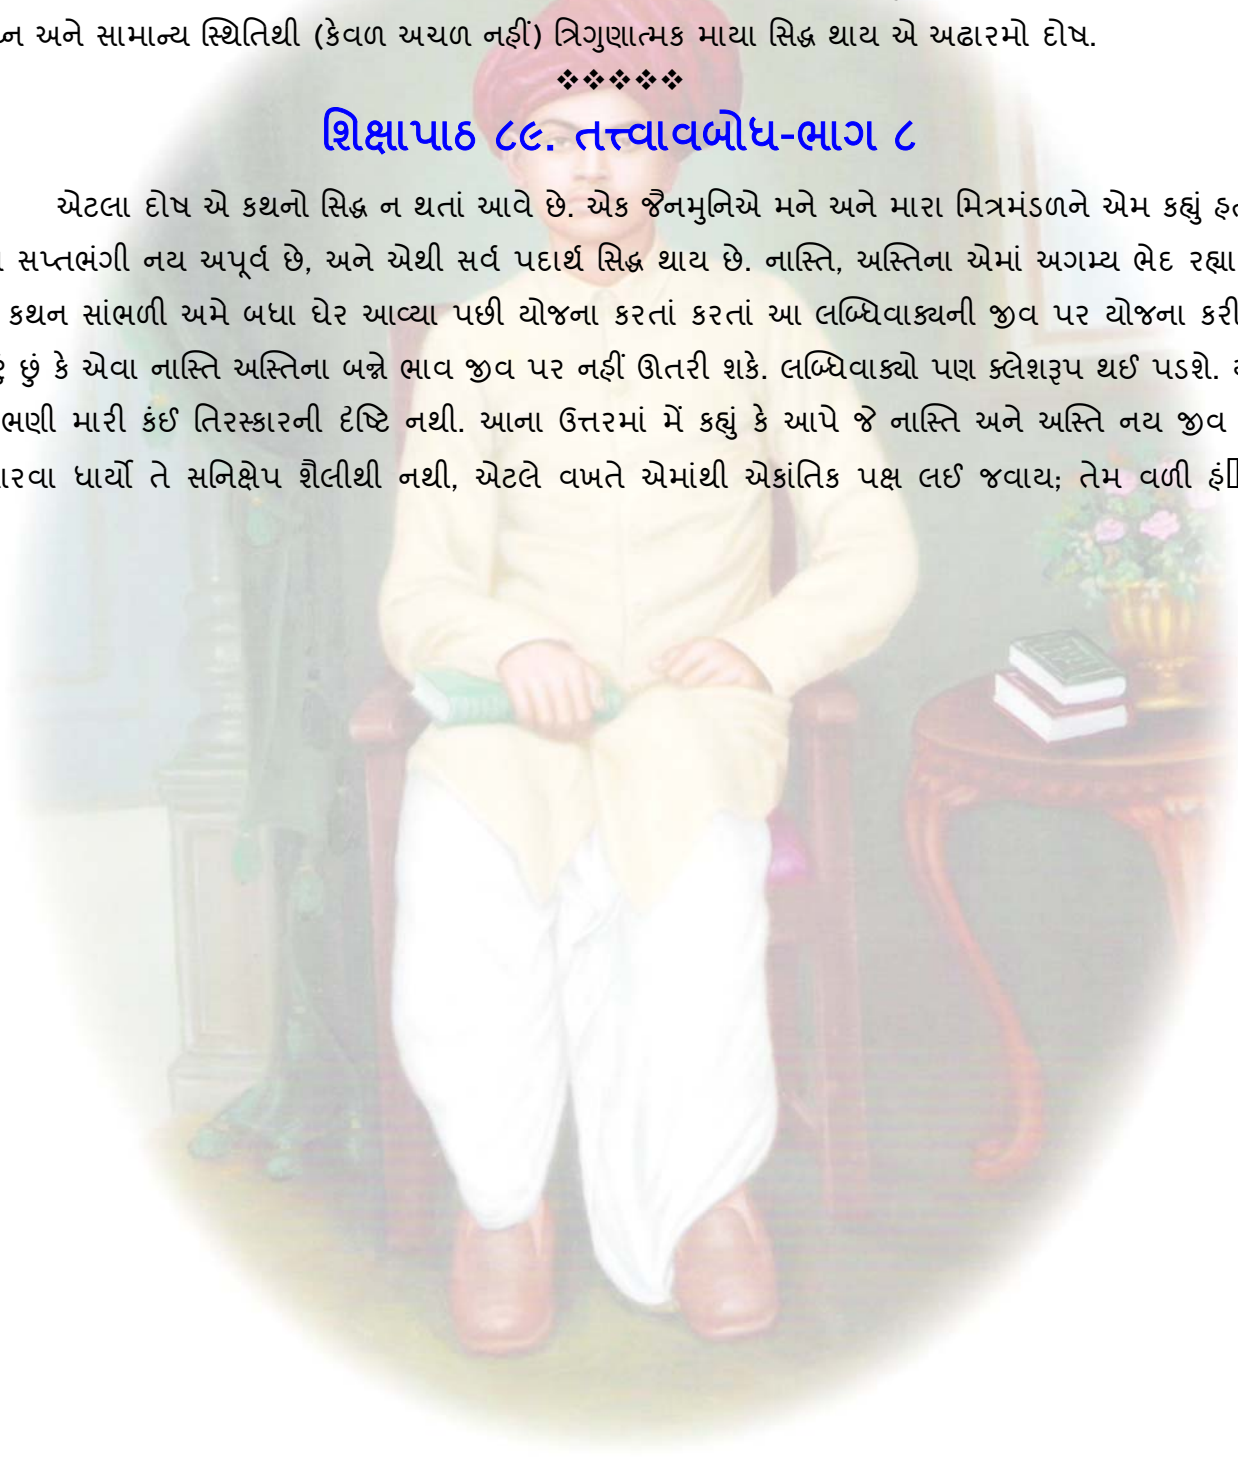 અને સામાન્ય સ્થિતિથી (કેવળ અચળ નહીં) ત્રિગુણાત્મક માયા સિદ્ધ થાય એ અઢારમો દોષ.
❖❖❖❖❖
શિક્ષાપાઠ ૮૯. તત્ત્વાવબોધ-ભાગ ૮
એટલા દોષ એ કથનો સિદ્ધ ન થતાં આવે છે. એક જૈનમુનિએ મને અને મારા મિત્રમંડળને એમ કહ્યું
સપ્તભંગી નય અપૂર્વ છે, અને એથી સર્વ પદાર્થ સિદ્ધ થાય છે. નાસ્તિ, અસ્તિના એમાં અગમ્ય ભેદ રહ્યા
કથન સાંભળી અમે બધા ઘેર આવ્યા પછી યોજના કરતાં કરતાં આ લબ્ધિવાક્યની જીવ પર યોજના કરી
છું કે એવા નાસ્તિ અસ્તિના બન્ને ભાવ જીવ પર નહીં ઊતરી શકે. લબ્ધિવાક્યો પણ ક્લેશરૂપ થઈ પડશે.
ભણી મારી કંઈ તિરસ્કારની દૃષ્ટિ નથી. આના ઉત્તરમાં મેં કહ્યું કે આપે જે નાસ્તિ અને અસ્તિ નય જીવ
ધાર્યો તે સનિક્ષેપ શૈલીથી નથી, એટલે વખતે એમાંથી એકાંતિક પક્ષ લઈ જવાય; તેમ વળી